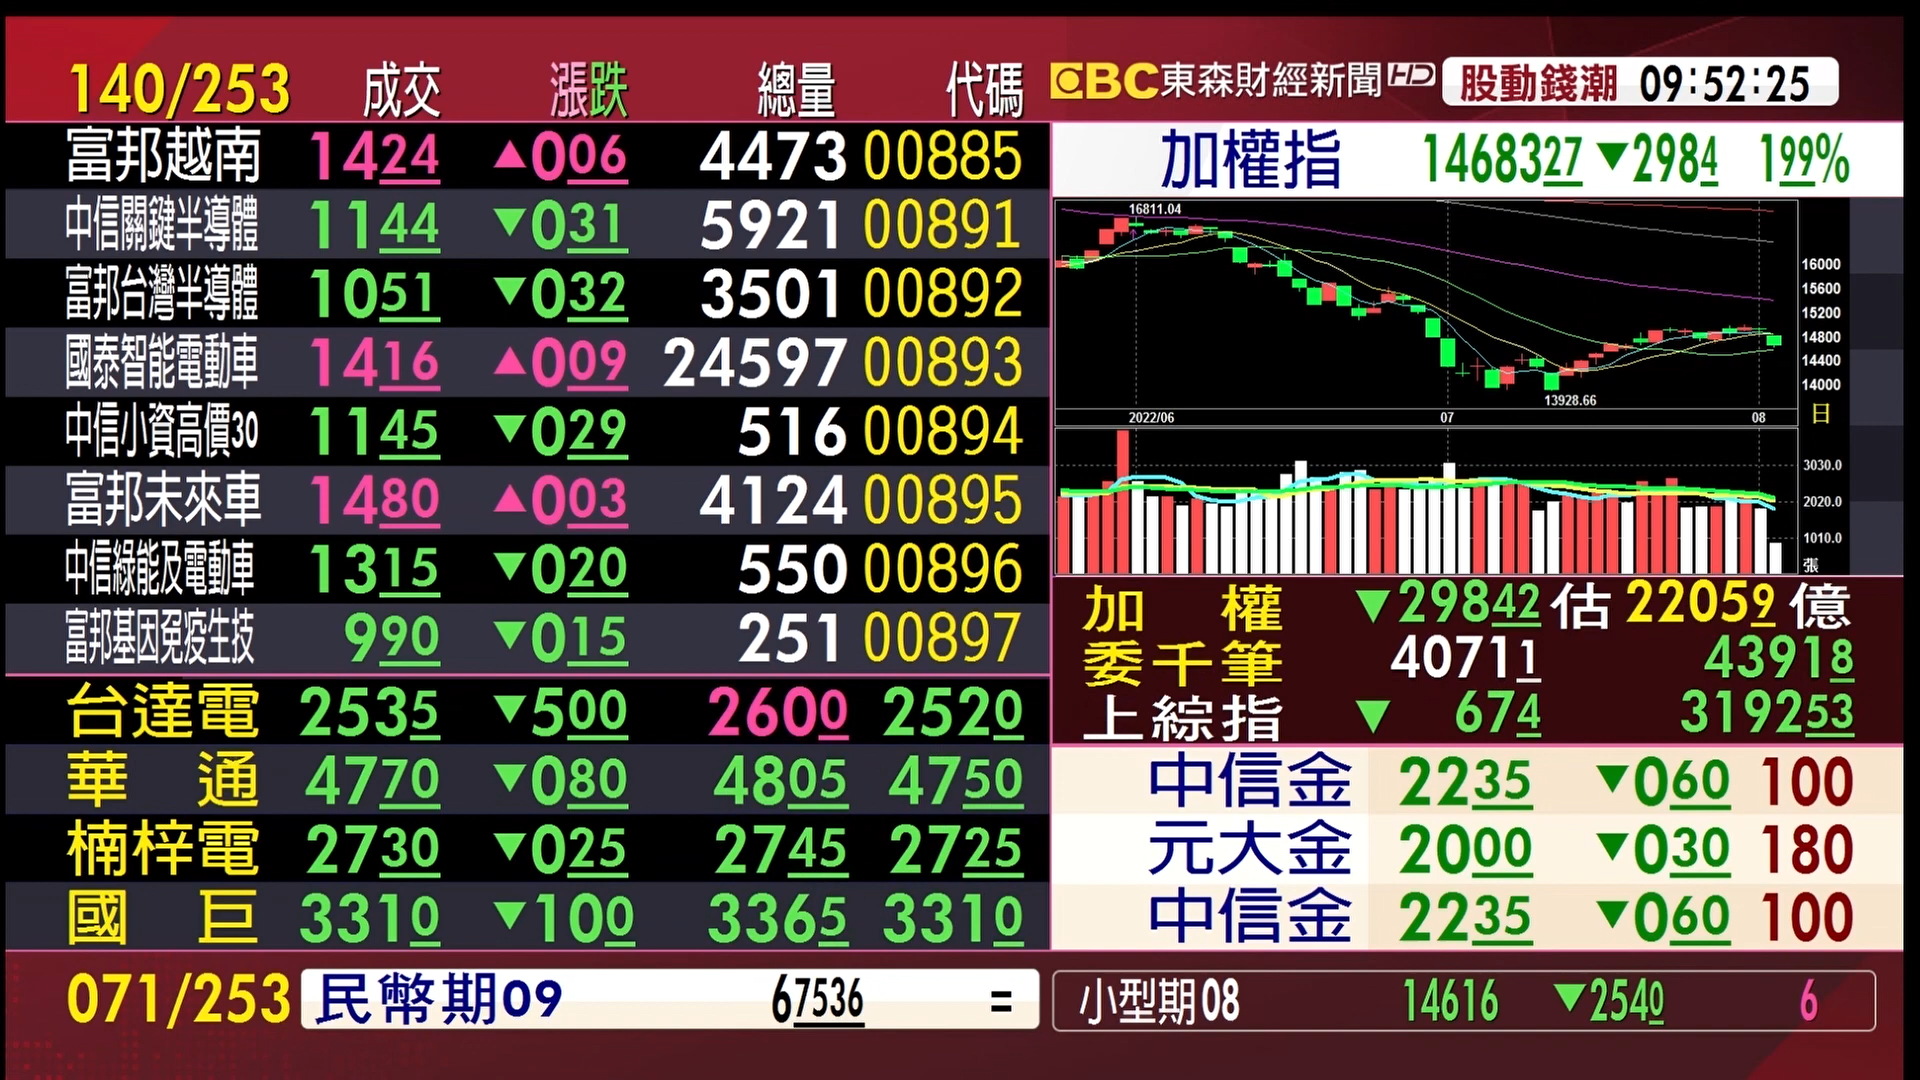 140/253 成交 漲跌 總量 代碼
富邦越南 1424 ▲006 4473 00885
中信關鍵半導體 1144 ▼031 5921 00891
富邦台灣半導體 1051 ▼032 3501 00892
國泰智能電動車 1416 ▲009 24597 00893
中信小資高價30 1145 ▼029 516 00894
富邦未來車 1480 ▲003 4124 00895
中信綠能及電動車 1315 ▼020 550 00896
富邦基因免疫生技 990 ▼015 251 00897
台達電 2535 ▼500 2600 2520
華通 4770 ▼080 4805 4750
楠梓電 2730 ▼025 2745 2725
國巨 3310 ▼100 3365 3310
EBC東森財經新聞HD 股動錢潮 09:52:25
加權指 1468327 ▼2984 199%
16811.04
16000
15600
15200
14800
14400
14000
13928.66
2022/06 07 08 日
3030.0
2020.0
1010.0
張
加權 ▼29842 估 22059 億
委千筆 40711 43918
上綜指 ▼ 674 319253
中信金 2235 ▼060 100
元大金 2000 ▼030 180
中信金 2235 ▼060 100
071/253 民幣期09 67536 =
小型期08 14616 ▼2540 6